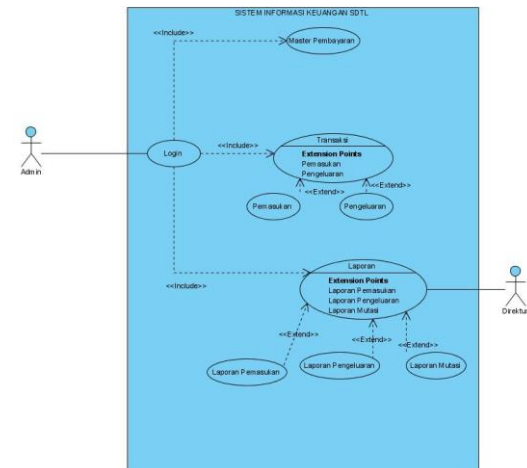 SISTEM INFORMASI KEUANGAN SDTL
<<Include>>
Master Pembayaran
Admin
Login
<<Include>>
Transaksi
Extension Points
Pemasukan
Pengeluaran
<<Extend>>
<<Extend>>
Pemasukan
Pengeluaran
<<Include>>
Laporan
Extension Points
Laporan Pemasukan
Laporan Pengeluaran
Laporan Mutasi
Direktur
<<Extend>>
<<Extend>>
<<Extend>>
Laporan Pemasukan
Laporan Pengeluaran
Laporan Mutasi